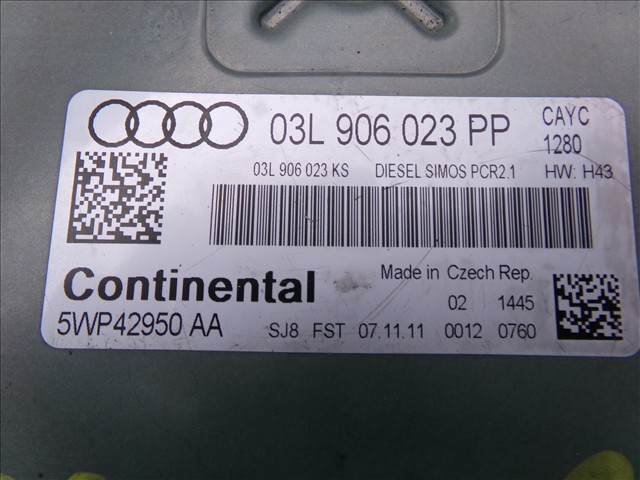 03L 906 023 PP
CAYC
1280
03L 906 023 KS DIESEL SIMOS PCR2.1 HW: H43
Continental
Made in Czech Rep.
02 1445
5WP42950 AA
SJ8 FST 07.11.11 0012 0760